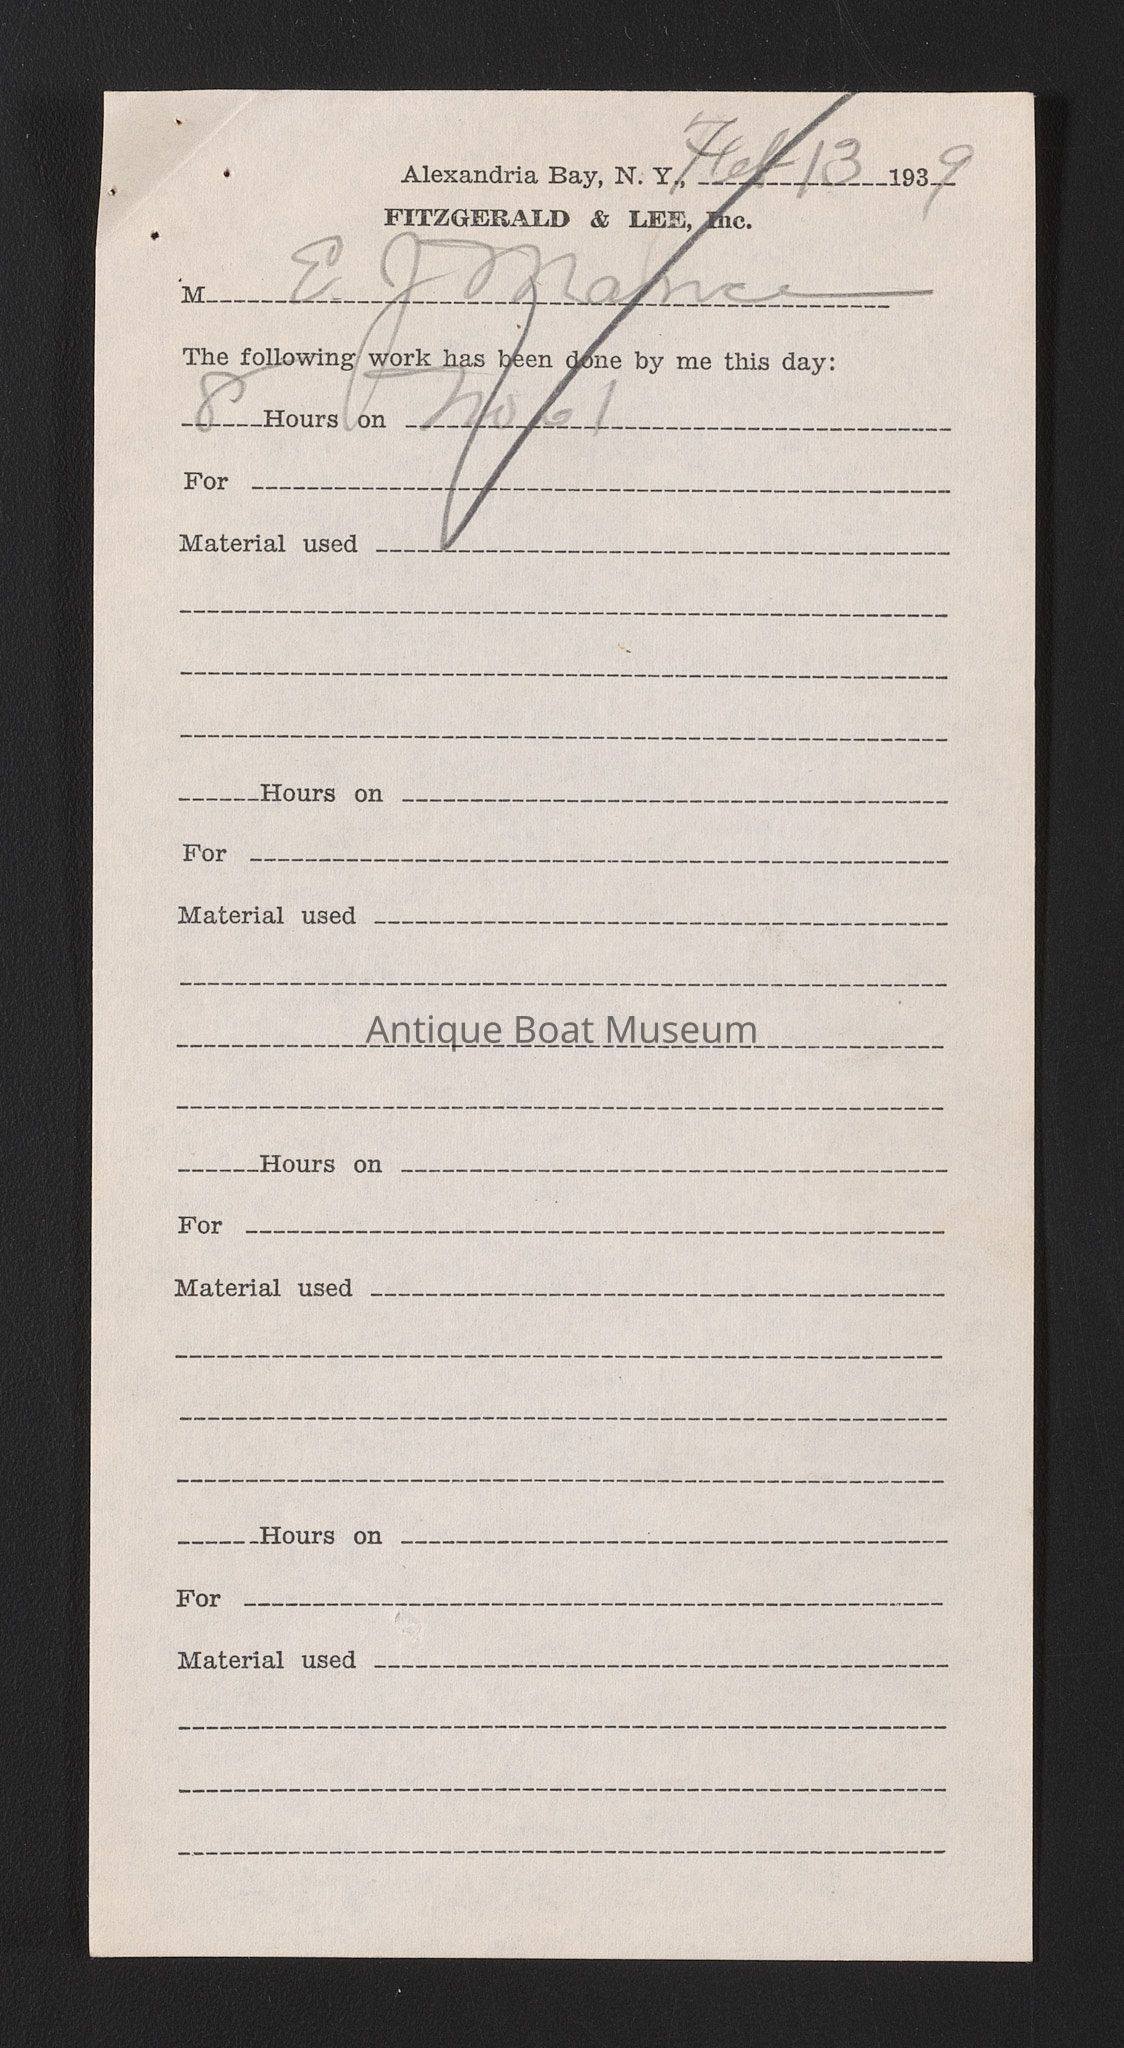 Alexandria Bay, N. Y., Feb 13 1939
FITZGERALD & LEE, Inc.
M E. J. Mance
The following work has been done by me this day:
8 Hours on No 61
For
Material used
Hours on
For
Material used
Antique Boat Museum
Hours on
For
Material used
Hours on
For
Material used